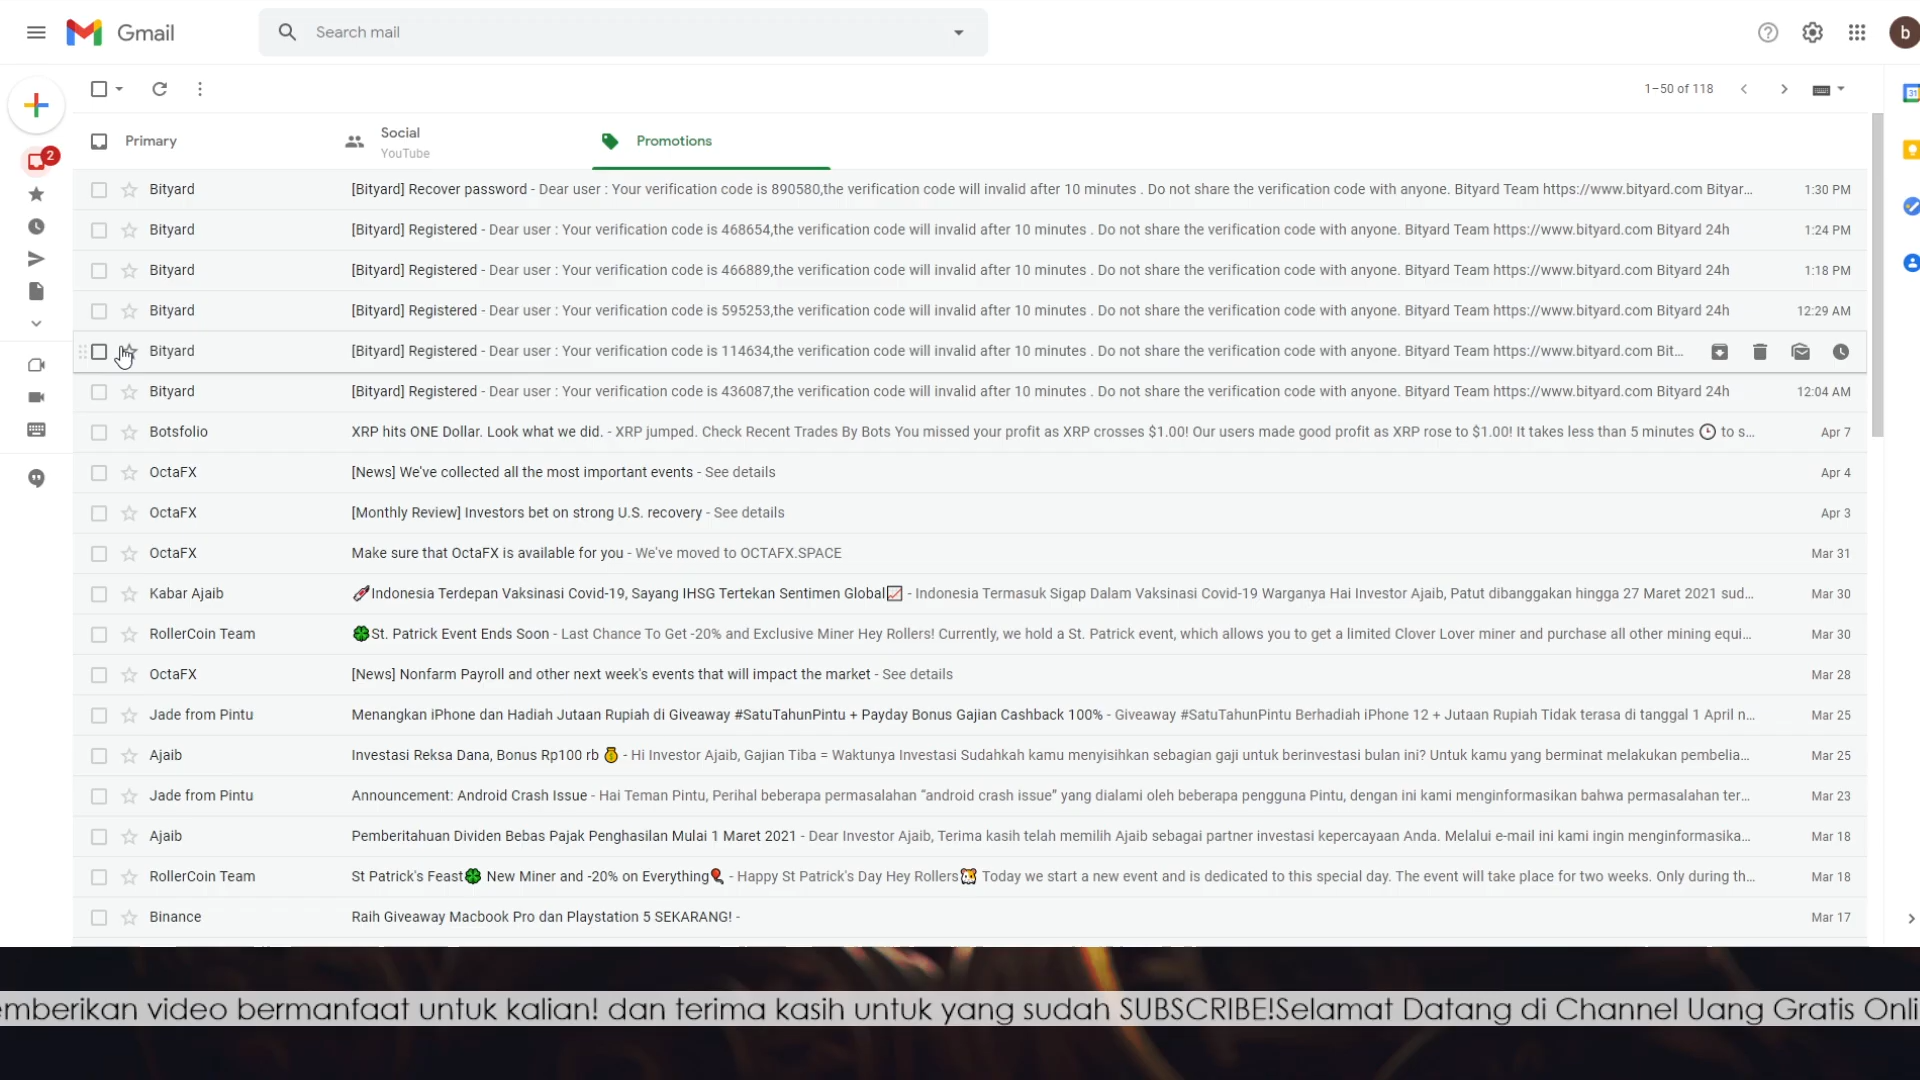 Gmail
Search mail
b
1–50 of 118
31
2
Primary
Social
YouTube
Promotions
Bityard [Bityard] Recover password - Dear user : Your verification code is 890580,the verification code will invalid after 10 minutes . Do not share the verification code with anyone. Bityard Team https://www.bityard.com Bityar... 1:30 PM
Bityard [Bityard] Registered - Dear user : Your verification code is 468654,the verification code will invalid after 10 minutes . Do not share the verification code with anyone. Bityard Team https://www.bityard.com Bityard 24h 1:24 PM
Bityard [Bityard] Registered - Dear user : Your verification code is 466889,the verification code will invalid after 10 minutes . Do not share the verification code with anyone. Bityard Team https://www.bityard.com Bityard 24h 1:18 PM
Bityard [Bityard] Registered - Dear user : Your verification code is 595253,the verification code will invalid after 10 minutes . Do not share the verification code with anyone. Bityard Team https://www.bityard.com Bityard 24h 12:29 AM
Bityard [Bityard] Registered - Dear user : Your verification code is 114634,the verification code will invalid after 10 minutes . Do not share the verification code with anyone. Bityard Team https://www.bityard.com Bit...
Bityard [Bityard] Registered - Dear user : Your verification code is 436087,the verification code will invalid after 10 minutes . Do not share the verification code with anyone. Bityard Team https://www.bityard.com Bityard 24h 12:04 AM
Botsfolio XRP hits ONE Dollar. Look what we did. - XRP jumped. Check Recent Trades By Bots You missed your profit as XRP crosses $1.00! Our users made good profit as XRP rose to $1.00! It takes less than 5 minutes 🕒 to s... Apr 7
OctaFX [News] We've collected all the most important events - See details Apr 4
OctaFX [Monthly Review] Investors bet on strong U.S. recovery - See details Apr 3
OctaFX Make sure that OctaFX is available for you - We've moved to OCTAFX.SPACE Mar 31
Kabar Ajaib 🚀Indonesia Terdepan Vaksinasi Covid-19, Sayang IHSG Tertekan Sentimen Global📈 - Indonesia Termasuk Sigap Dalam Vaksinasi Covid-19 Warganya Hai Investor Ajaib, Patut dibanggakan hingga 27 Maret 2021 sud... Mar 30
RollerCoin Team 🍀St. Patrick Event Ends Soon - Last Chance To Get -20% and Exclusive Miner Hey Rollers! Currently, we hold a St. Patrick event, which allows you to get a limited Clover Lover miner and purchase all other mining equi... Mar 30
OctaFX [News] Nonfarm Payroll and other next week's events that will impact the market - See details Mar 28
Jade from Pintu Menangkan iPhone dan Hadiah Jutaan Rupiah di Giveaway #SatuTahunPintu + Payday Bonus Gajian Cashback 100% - Giveaway #SatuTahunPintu Berhadiah iPhone 12 + Jutaan Rupiah Tidak terasa di tanggal 1 April n... Mar 25
Ajaib Investasi Reksa Dana, Bonus Rp100 rb 💰 - Hi Investor Ajaib, Gajian Tiba = Waktunya Investasi Sudahkah kamu menyisihkan sebagian gaji untuk berinvestasi bulan ini? Untuk kamu yang berminat melakukan pembelia... Mar 25
Jade from Pintu Announcement: Android Crash Issue - Hai Teman Pintu, Perihal beberapa permasalahan “android crash issue” yang dialami oleh beberapa pengguna Pintu, dengan ini kami menginformasikan bahwa permasalahan ter... Mar 23
Ajaib Pemberitahuan Dividen Bebas Pajak Penghasilan Mulai 1 Maret 2021 - Dear Investor Ajaib, Terima kasih telah memilih Ajaib sebagai partner investasi kepercayaan Anda. Melalui e-mail ini kami ingin menginformasika... Mar 18
RollerCoin Team St Patrick's Feast🍀 New Miner and -20% on Everything🎈 - Happy St Patrick's Day Hey Rollers🐹 Today we start a new event and is dedicated to this special day. The event will take place for two weeks. Only during th... Mar 18
Binance Raih Giveaway Macbook Pro dan Playstation 5 SEKARANG! - Mar 17
emberikan video bermanfaat untuk kalian! dan terima kasih untuk yang sudah SUBSCRIBE!Selamat Datang di Channel Uang Gratis Onli